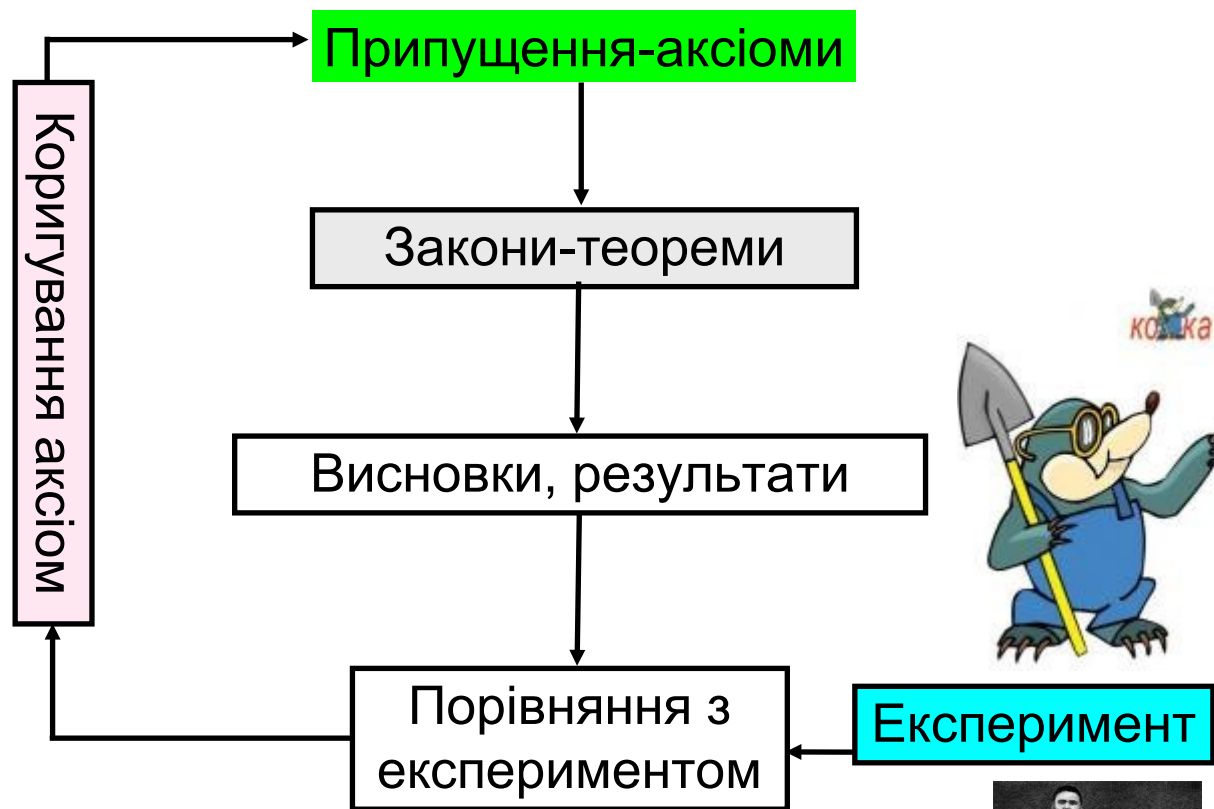 Припущення-аксіоми
Коригування аксіом
Закони-теореми
Висновки, результати
Порівняння з
експериментом
Експеримент